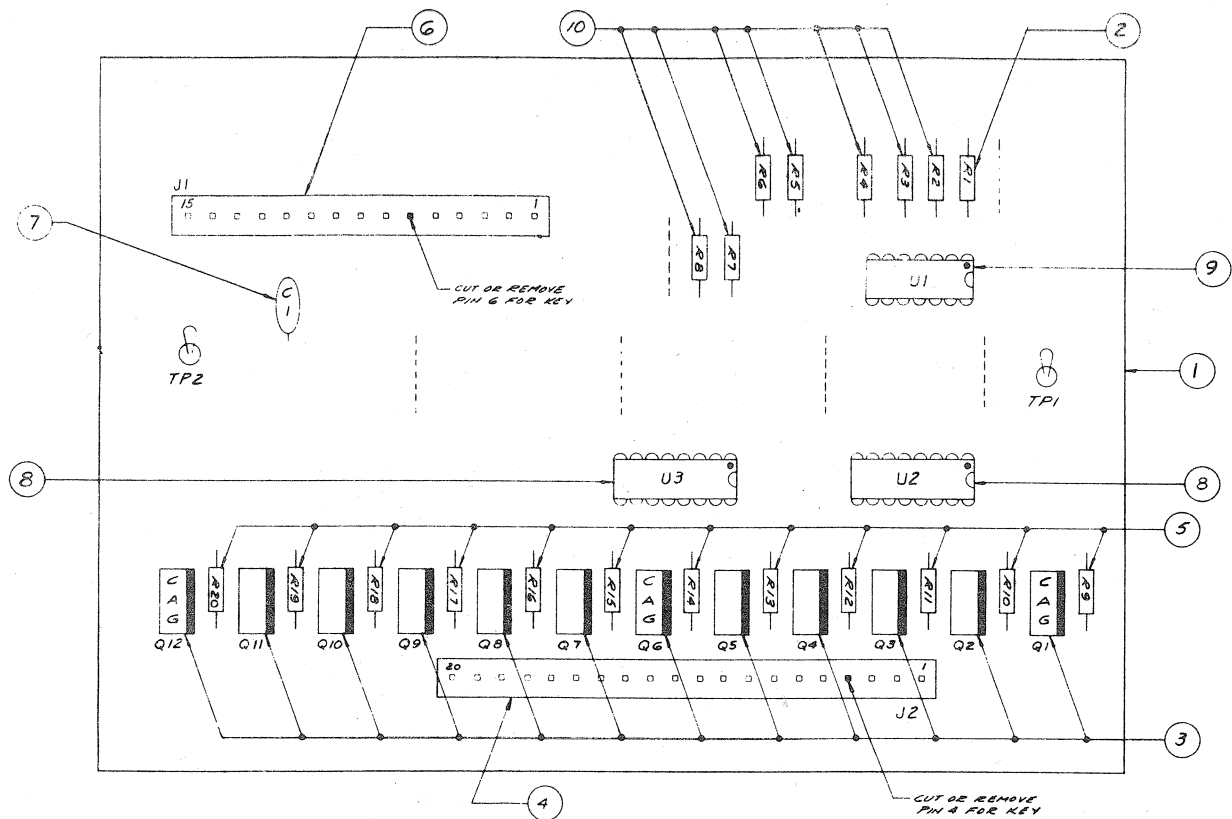 6
10
2
R6
R5
R4
R3
R2
R1
J1
15
1
7
R8
R7
U1
9
C
1
CUT OR REMOVE
PIN 6 FOR KEY
TP2
TP1
1
8
U3
U2
8
5
R20
R19
R18
R17
R16
R15
R14
R13
R12
R11
R10
R9
C
A
G
C
A
G
C
A
G
Q12
Q11
Q10
Q9
Q8
Q7
Q6
Q5
Q4
Q3
Q2
Q1
20
1
J2
3
4
CUT OR REMOVE
PIN 4 FOR KEY